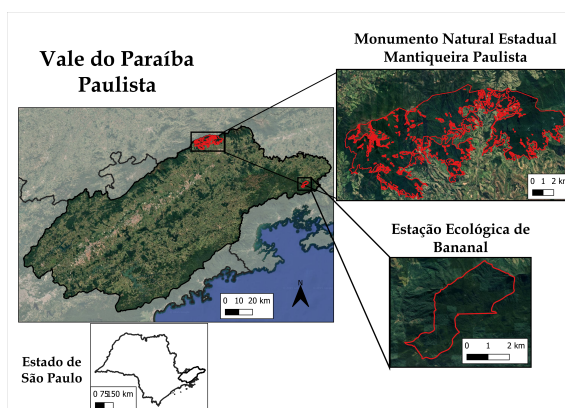 Vale do Paraíba
Paulista
Monumento Natural Estadual
Mantiqueira Paulista
0 1 2 k
Estação Ecológica de
Bananal
0 1 2 km
N
0 10 20 km
Estado de
São Paulo
0 75 150 km